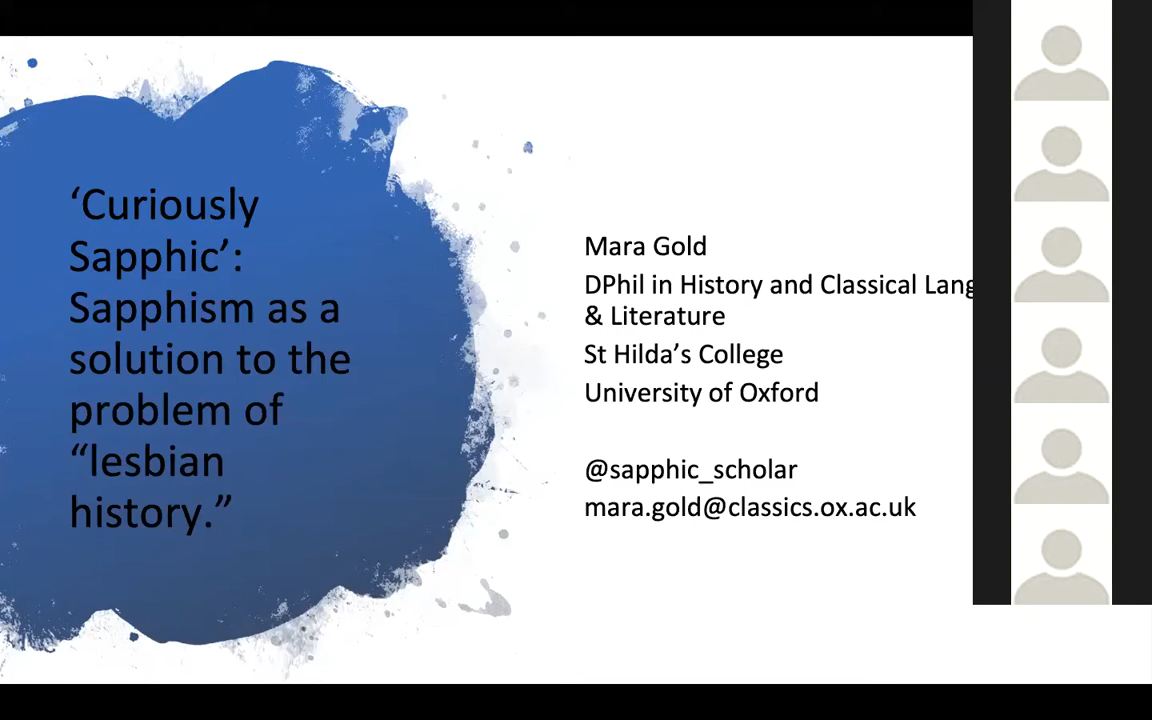 ‘Curiously
Sapphic’:
Sapphism as a
solution to the
problem of
“lesbian
history.”
Mara Gold
DPhil in History and Classical Lang
& Literature
St Hilda’s College
University of Oxford
@sapphic_scholar
mara.gold@classics.ox.ac.uk